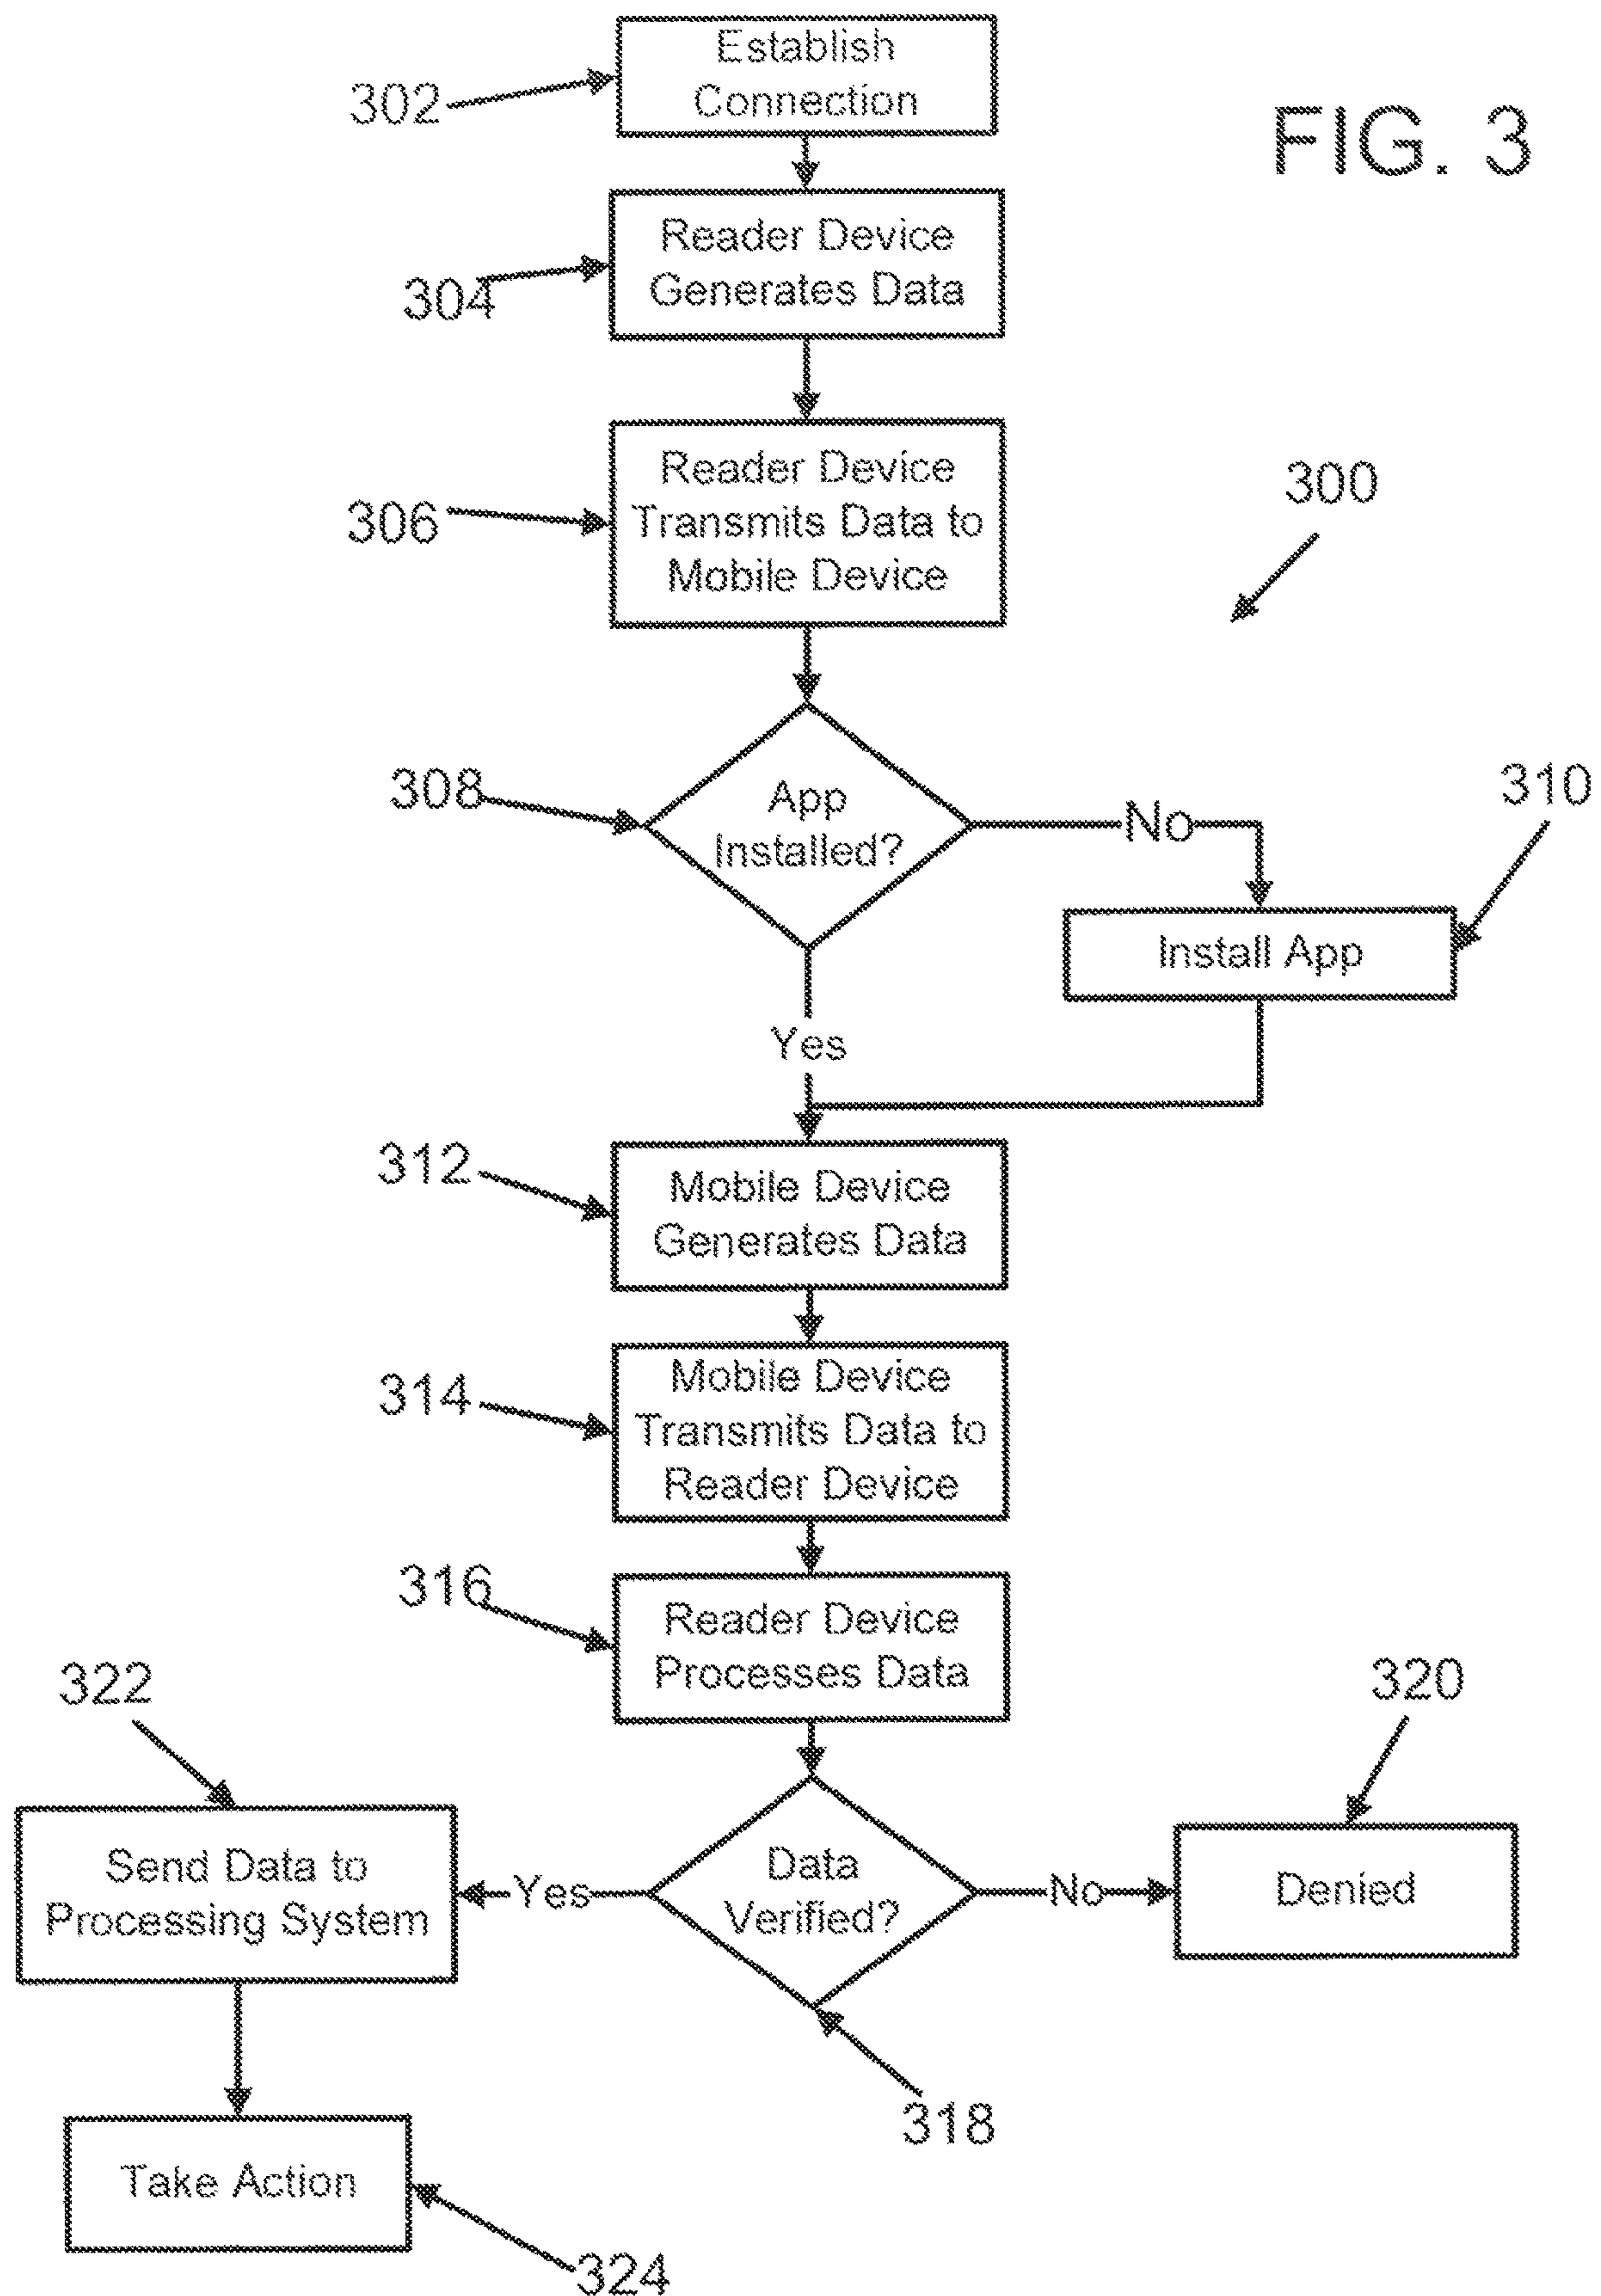 Establish
Connection
302
FIG. 3
Reader Device
Generates Data
304
Reader Device
Transmits Data to
Mobile Device
306
300
App
Installed?
308
No
310
Install App
Yes
312
Mobile Device
Generates Data
314
Mobile Device
Transmits Data to
Reader Device
316
Reader Device
Processes Data
322
320
Send Data to
Processing System
Yes
Data
Verified?
No
Denied
318
Take Action
324